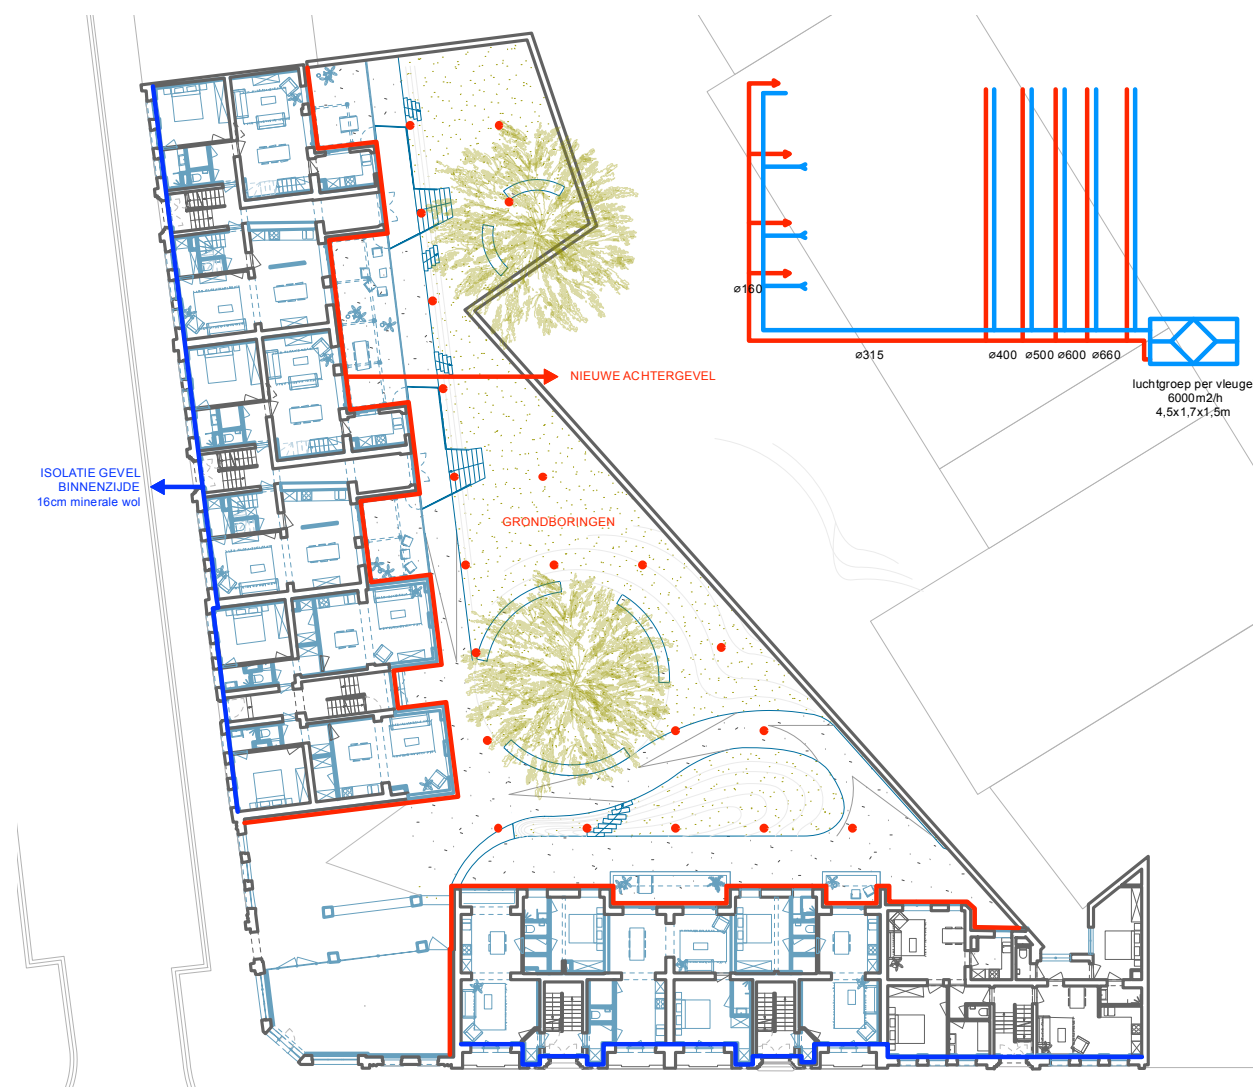 ø160
ø315
ø400
ø500
ø600
ø660
luchtgroep per vleuge
6000m2/h
4,5x1,7x1,5m
NIEUWE ACHTERGEVEL
ISOLATIE GEVEL
BINNENZIJDE
16cm minerale wol
GRONDBORINGEN